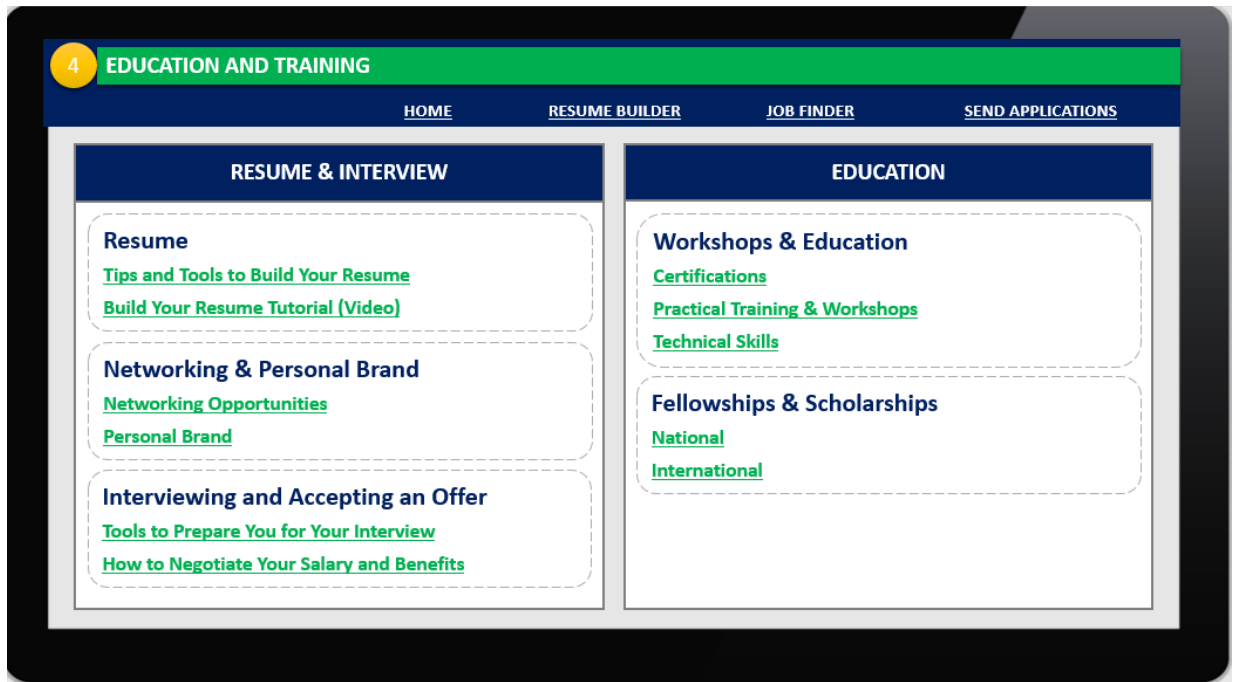 4
EDUCATION AND TRAINING
HOME RESUME BUILDER JOB FINDER SEND APPLICATIONS
RESUME & INTERVIEW
Resume
Tips and Tools to Build Your Resume
Build Your Resume Tutorial (Video)
Networking & Personal Brand
Networking Opportunities
Personal Brand
Interviewing and Accepting an Offer
Tools to Prepare You for Your Interview
How to Negotiate Your Salary and Benefits
EDUCATION
Workshops & Education
Certifications
Practical Training & Workshops
Technical Skills
Fellowships & Scholarships
National
International